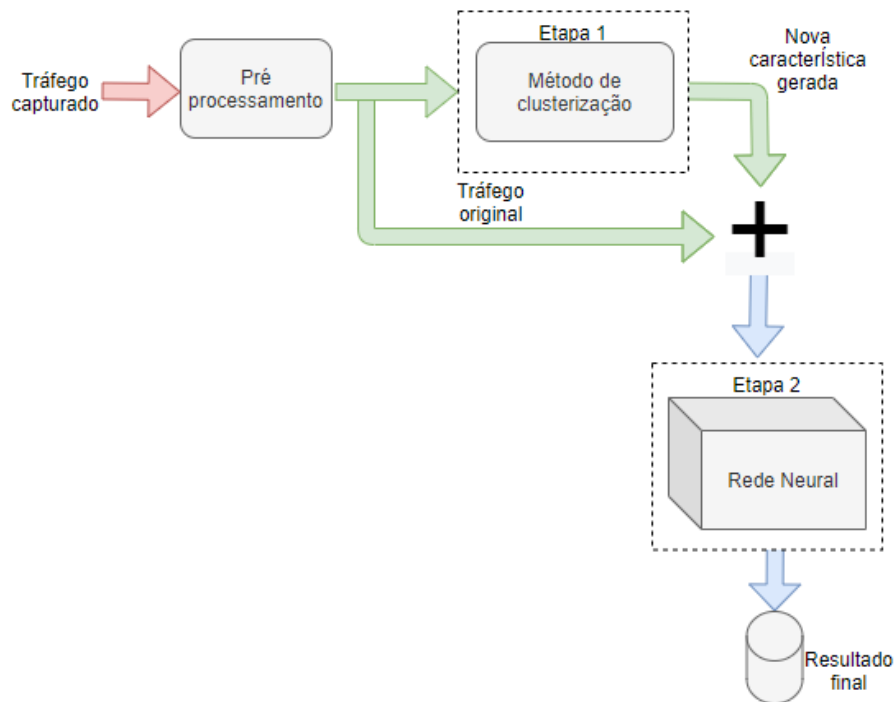 Tráfego
capturado
Pré
processamento
Etapa 1
Método de
clusterização
Nova
característica
gerada
Tráfego
original
Etapa 2
Rede Neural
Resultado
final